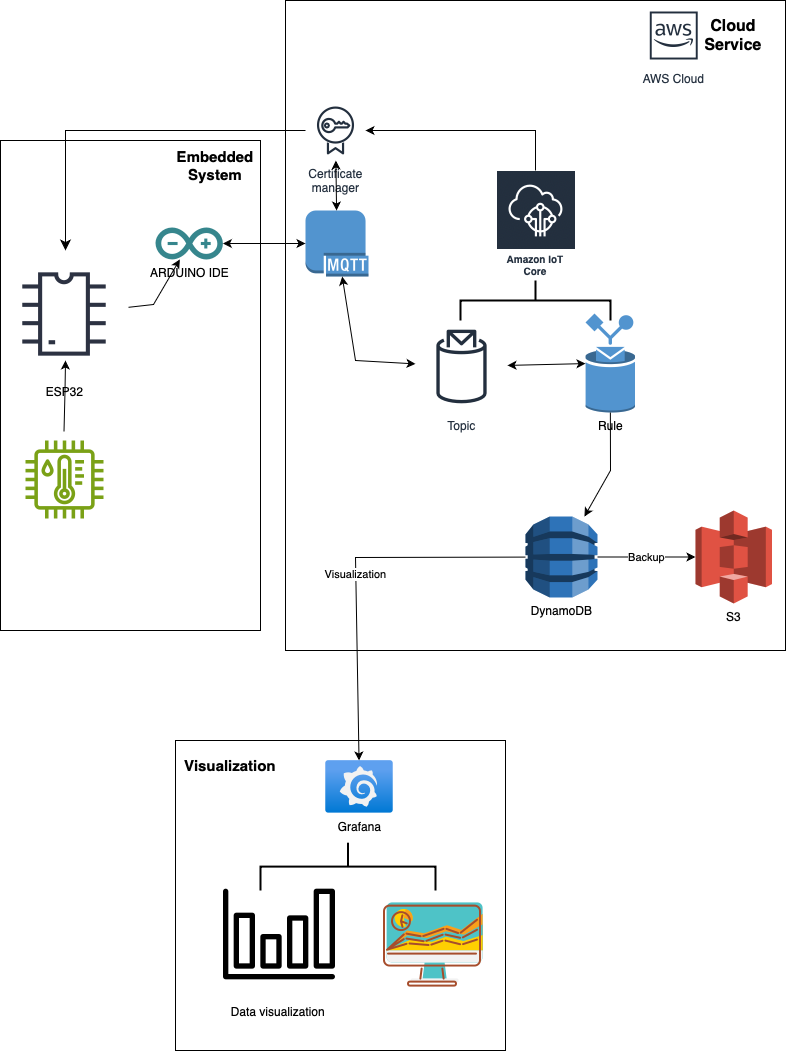 aws
Cloud
Service
AWS Cloud
Certificate
manager
Embedded
System
ARDUINO IDE
MQTT
Amazon IoT
Core
ESP32
Topic
Rule
Visualization
Backup
DynamoDB
S3
Visualization
Grafana
Data visualization